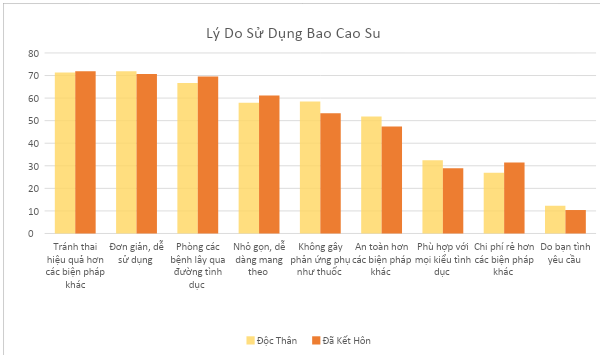 Lý Do Sử Dụng Bao Cao Su
80
70
60
50
40
30
20
10
0
Tránh thai
hiệu quả hơn
các biện pháp
khác
Đơn giản, dễ
sử dụng
Phòng các
bệnh lây qua
đường tình
dục
Nhỏ gọn, dễ
dàng mang
theo
Không gây
phản ứng phụ
như thuốc
An toàn hơn
các biện pháp
khác
Phù hợp với
mọi kiểu tình
dục
Chi phí rẻ hơn
các biện pháp
khác
Do bạn tình
yêu cầu
Độc Thân
Đã Kết Hôn